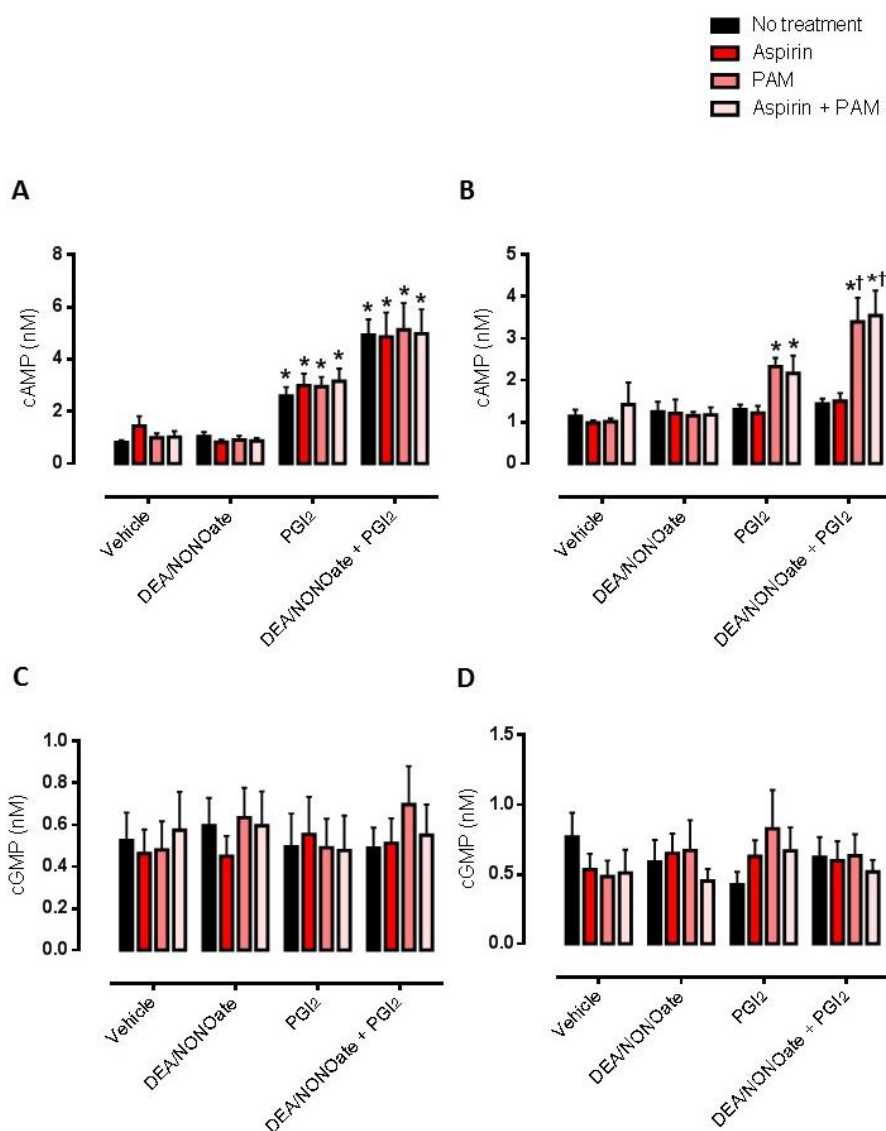 No treatment
Aspirin
PAM
Aspirin + PAM
A
B
cAMP (nM)
8
6
4
2
0
* * * *
* * * *
Vehicle
DEA/NONOate
PGI2
DEA/NONOate + PGI2
cAMP (nM)
5
4
3
2
1
0
* *
*† *†
Vehicle
DEA/NONOate
PGI2
DEA/NONOate + PGI2
C
D
cGMP (nM)
1.0
0.8
0.6
0.4
0.2
0.0
Vehicle
DEA/NONOate
PGI2
DEA/NONOate + PGI2
cGMP (nM)
1.5
1.0
0.5
0.0
Vehicle
DEA/NONOate
PGI2
DEA/NONOate + PGI2